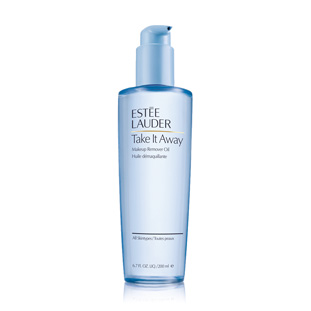 ESTĒE
LAUDER
Take It Away
Makeup Remover Oil
Huile démaquillante
All Skintypes/Toutes peaux
6.7 FL.OZ.LIQ./200 ml ℮